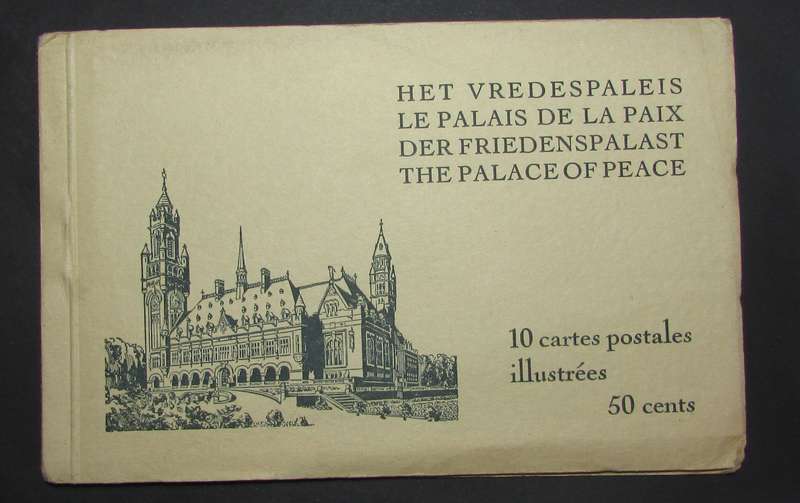 HET VREDESPALEIS
LE PALAIS DE LA PAIX
DER FRIEDENSPALAST
THE PALACE OF PEACE
10 cartes postales
illustrées
50 cents